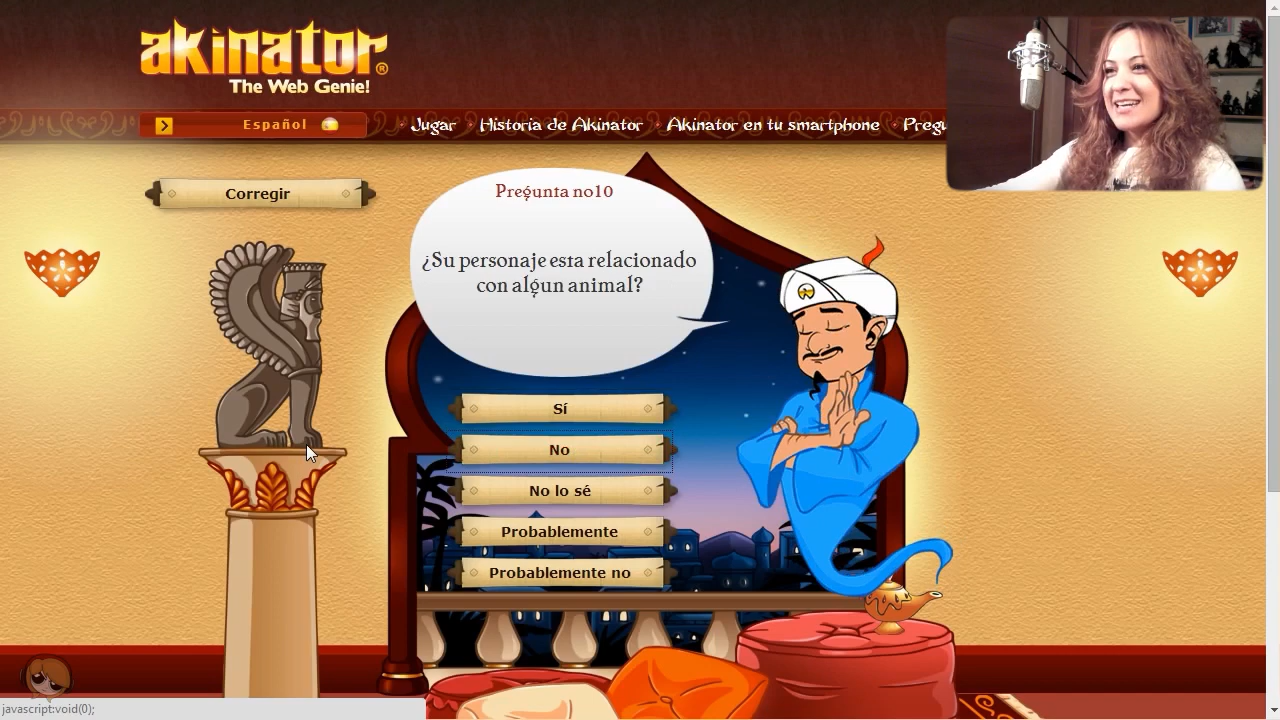 akinator®
The Web Genie!
Español
Jugar
Historia de Akinator
Akinator en tu smartphone
Pregu
Corregir
Pregunta no10
¿Su personaje esta relacionado
con algun animal?
Sí
No
No lo sé
Probablemente
Probablemente no
javascript:void(0);